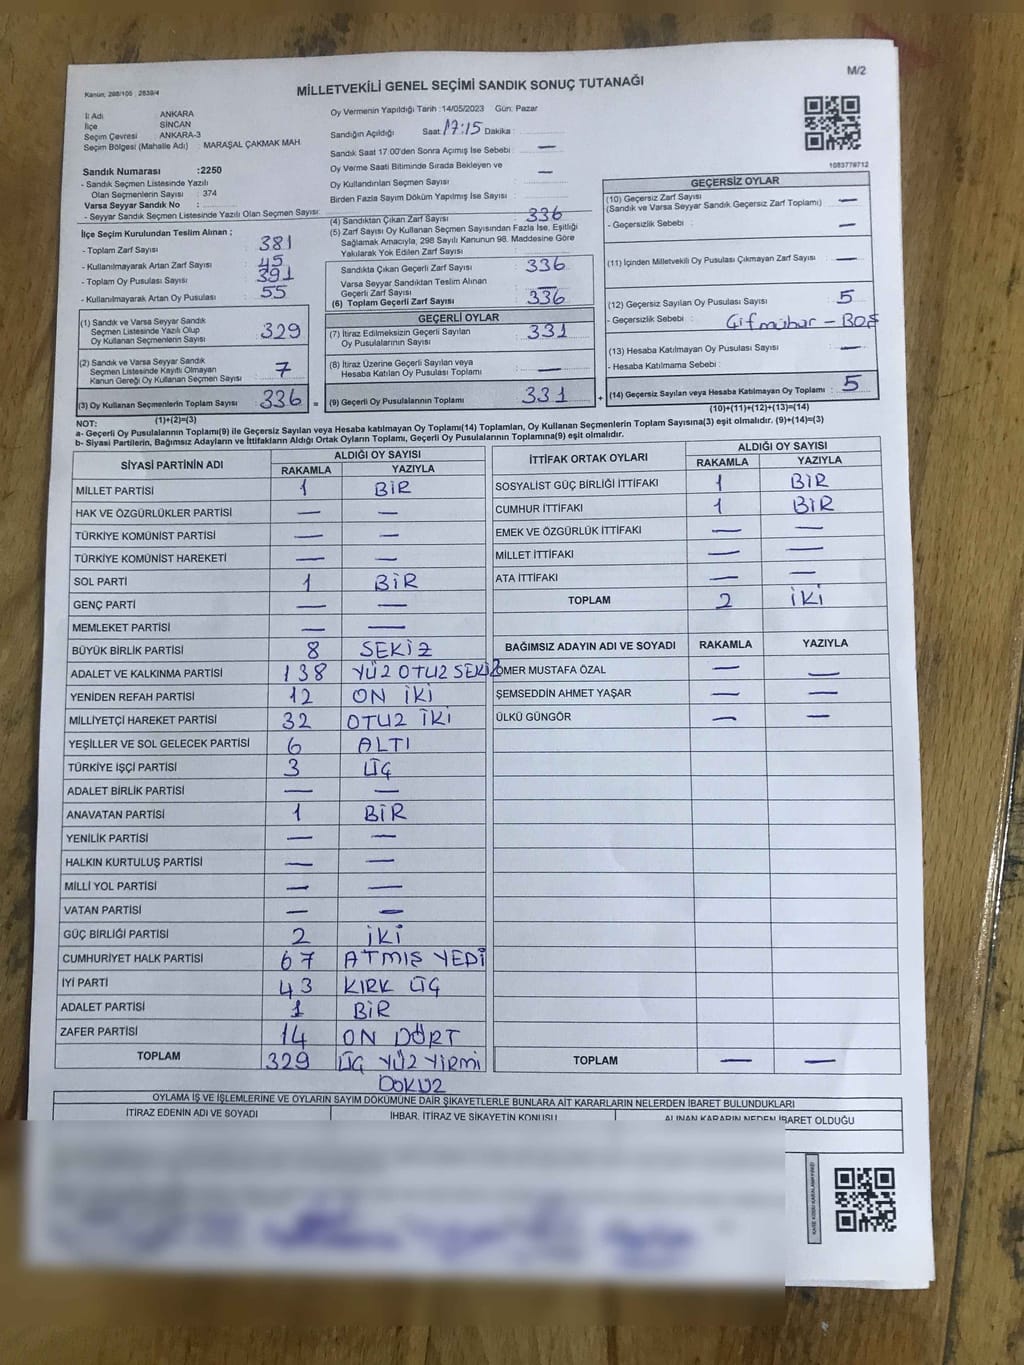 M/2
Kanun; 298/105 ; 2839/4
MİLLETVEKİLİ GENEL SEÇİMİ SANDIK SONUÇ TUTANAĞI
İl Adı : ANKARA
İlçe : SİNCAN
Seçim Çevresi : ANKARA-3
Seçim Bölgesi (Mahalle Adı) : MARAŞAL ÇAKMAK MAH.
Sandık Numarası :2250
- Sandık Seçmen Listesinde Yazılı
Olan Seçmenlerin Sayısı : 374
Varsa Seyyar Sandık No :
- Seyyar Sandık Seçmen Listesinde Yazılı Olan Seçmen Sayısı:
Oy Vermenin Yapıldığı Tarih :14/05/2023 Gün: Pazar
Sandığın Açıldığı Saat 17:15 Dakika :
Sandık Saat 17.00'den Sonra Açılmış İse Sebebi : —
Oy Verme Saati Bitiminde Sırada Bekleyen ve
Oy Kullandırılan Seçmen Sayısı : —
Birden Fazla Sayım Döküm Yapılmış İse Sayısı :
1083779712
İlçe Seçim Kurulundan Teslim Alınan ;
- Toplam Zarf Sayısı : 381
- Kullanılmayarak Artan Zarf Sayısı : 45
- Toplam Oy Pusulası Sayısı : 391
- Kullanılmayarak Artan Oy Pusulası : 55
(1) Sandık ve Varsa Seyyar Sandık
Seçmen Listesinde Yazılı Olup
Oy Kullanan Seçmenlerin Sayısı : 329
(2) Sandık ve Varsa Seyyar Sandık
Seçmen Listesinde Kayıtlı Olmayan
Kanun Gereği Oy Kullanan Seçmen Sayısı : 7
(3) Oy Kullanan Seçmenlerin Toplam Sayısı : 336 =
(1)+(2)=(3)
(4) Sandıktan Çıkan Zarf Sayısı : 336
(5) Zarf Sayısı Oy Kullanan Seçmen Sayısından Fazla İse, Eşitliği
Sağlamak Amacıyla, 298 Sayılı Kanunun 98. Maddesine Göre
Yakılarak Yok Edilen Zarf Sayısı :
Sandıkta Çıkan Geçerli Zarf Sayısı : 336
Varsa Seyyar Sandıktan Teslim Alınan
Geçerli Zarf Sayısı : —
(6) Toplam Geçerli Zarf Sayısı : 336
GEÇERLİ OYLAR
(7) İtiraz Edilmeksizin Geçerli Sayılan
Oy Pusulalarının Sayısı : 331
(8) İtiraz Üzerine Geçerli Sayılan veya
Hesaba Katılan Oy Pusulası Toplamı : —
(9) Geçerli Oy Pusulalarının Toplamı : 331 +
GEÇERSİZ OYLAR
(10) Geçersiz Zarf Sayısı :
(Sandık ve Varsa Seyyar Sandık Geçersiz Zarf Toplamı) —
- Geçersizlik Sebebi : —
(11) İçinden Milletvekili Oy Pusulası Çıkmayan Zarf Sayısı : —
(12) Geçersiz Sayılan Oy Pusulası Sayısı : 5
- Geçersizlik Sebebi : Çifmühür – BOŞ
(13) Hesaba Katılmayan Oy Pusulası Sayısı : —
- Hesaba Katılmama Sebebi :
(14) Geçersiz Sayılan veya Hesaba Katılmayan Oy Toplamı : 5
(10)+(11)+(12)+(13)=(14)
NOT:
a- Geçerli Oy Pusulalarının Toplamı(9) ile Geçersiz Sayılan veya Hesaba katılmayan Oy Toplamı(14) Toplamları, Oy Kullanan Seçmenlerin Toplam Sayısına(3) eşit olmalıdır. (9)+(14)=(3)
b- Siyasi Partilerin, Bağımsız Adayların ve İttifakların Aldığı Ortak Oyların Toplamı, Geçerli Oy Pusulalarının Toplamına(9) eşit olmalıdır.
SİYASİ PARTİNİN ADI ALDIĞI OY SAYISI
RAKAMLA YAZIYLA
MİLLET PARTİSİ 1 BİR
HAK VE ÖZGÜRLÜKLER PARTİSİ — —
TÜRKİYE KOMÜNİST PARTİSİ — —
TÜRKİYE KOMÜNİST HAREKETİ — —
SOL PARTİ 1 BİR
GENÇ PARTİ — —
MEMLEKET PARTİSİ — —
BÜYÜK BİRLİK PARTİSİ 8 SEKİZ
ADALET VE KALKINMA PARTİSİ 138 YÜZ OTUZ SEKİZ
YENİDEN REFAH PARTİSİ 12 ON İKİ
MİLLİYETÇİ HAREKET PARTİSİ 32 OTUZ İKİ
YEŞİLLER VE SOL GELECEK PARTİSİ 6 ALTI
TÜRKİYE İŞÇİ PARTİSİ 3 ÜÇ
ADALET BİRLİK PARTİSİ — —
ANAVATAN PARTİSİ 1 BİR
YENİLİK PARTİSİ — —
HALKIN KURTULUŞ PARTİSİ — —
MİLLİ YOL PARTİSİ — —
VATAN PARTİSİ — —
GÜÇ BİRLİĞİ PARTİSİ 2 İKİ
CUMHURİYET HALK PARTİSİ 67 ATMIŞ YEDİ
İYİ PARTİ 43 KIRK ÜÇ
ADALET PARTİSİ 1 BİR
ZAFER PARTİSİ 14 ON DÖRT
TOPLAM 329 ÜÇ YÜZ YİRMİ
DOKUZ
İTTİFAK ORTAK OYLARI ALDIĞI OY SAYISI
RAKAMLA YAZIYLA
SOSYALİST GÜÇ BİRLİĞİ İTTİFAKI 1 BİR
CUMHUR İTTİFAKI 1 BİR
EMEK VE ÖZGÜRLÜK İTTİFAKI — —
MİLLET İTTİFAKI — —
ATA İTTİFAKI — —
TOPLAM 2 İKİ
BAĞIMSIZ ADAYIN ADI VE SOYADI RAKAMLA YAZIYLA
ÖMER MUSTAFA ÖZAL — —
ŞEMSEDDİN AHMET YAŞAR — —
ÜLKÜ GÜNGÖR — —
TOPLAM — —
OYLAMA İŞ VE İŞLEMLERİNE VE OYLARIN SAYIM DÖKÜMÜNE DAİR ŞİKAYETLERLE BUNLARA AİT KARARLARIN NELERDEN İBARET BULUNDUKLARI
İTİRAZ EDENİN ADI VE SOYADI İHBAR, İTİRAZ VE ŞİKAYETİN KONUSU ALINAN KARARIN NEDEN İBARET OLDUĞU